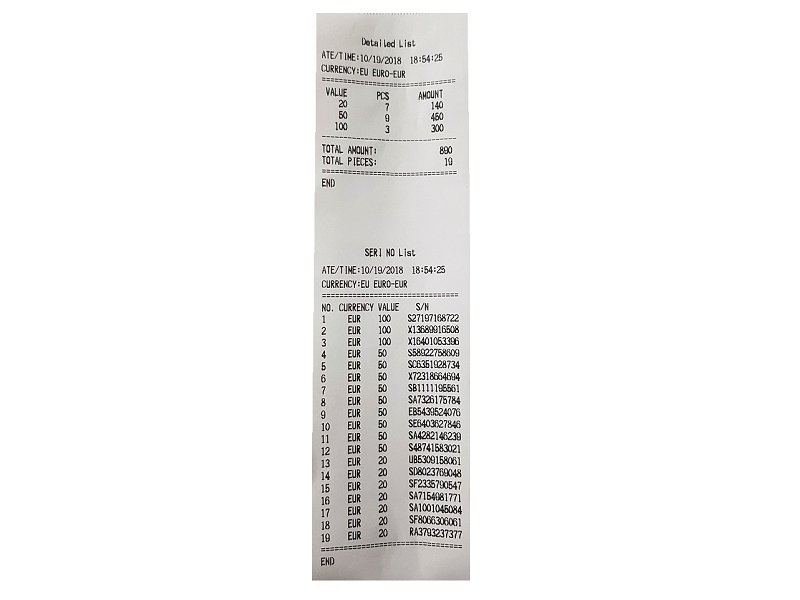 Detailed List
ATE/TIME:10/19/2018 18:54:25
CURRENCY:EU EURO-EUR
VALUE PCS AMOUNT
20 7 140
50 9 450
100 3 300
TOTAL AMOUNT: 890
TOTAL PIECES: 19
END
SERI NO List
ATE/TIME:10/19/2018 18:54:25
CURRENCY:EU EURO-EUR
NO. CURRENCY VALUE S/N
1 EUR 100 S27197168722
2 EUR 100 X13689916508
3 EUR 100 X16401053396
4 EUR 50 S58922758609
5 EUR 50 SC6351928734
6 EUR 50 X72318664694
7 EUR 50 SB1111195561
8 EUR 50 SA7326175784
9 EUR 50 EB5439524076
10 EUR 50 SE6403627846
11 EUR 50 SA4282146239
12 EUR 50 S48741583021
13 EUR 20 UB5309158061
14 EUR 20 SD8023769048
15 EUR 20 SF2335790547
16 EUR 20 SA7154981771
17 EUR 20 SA1001045084
18 EUR 20 SF8066306061
19 EUR 20 RA3793237377
END